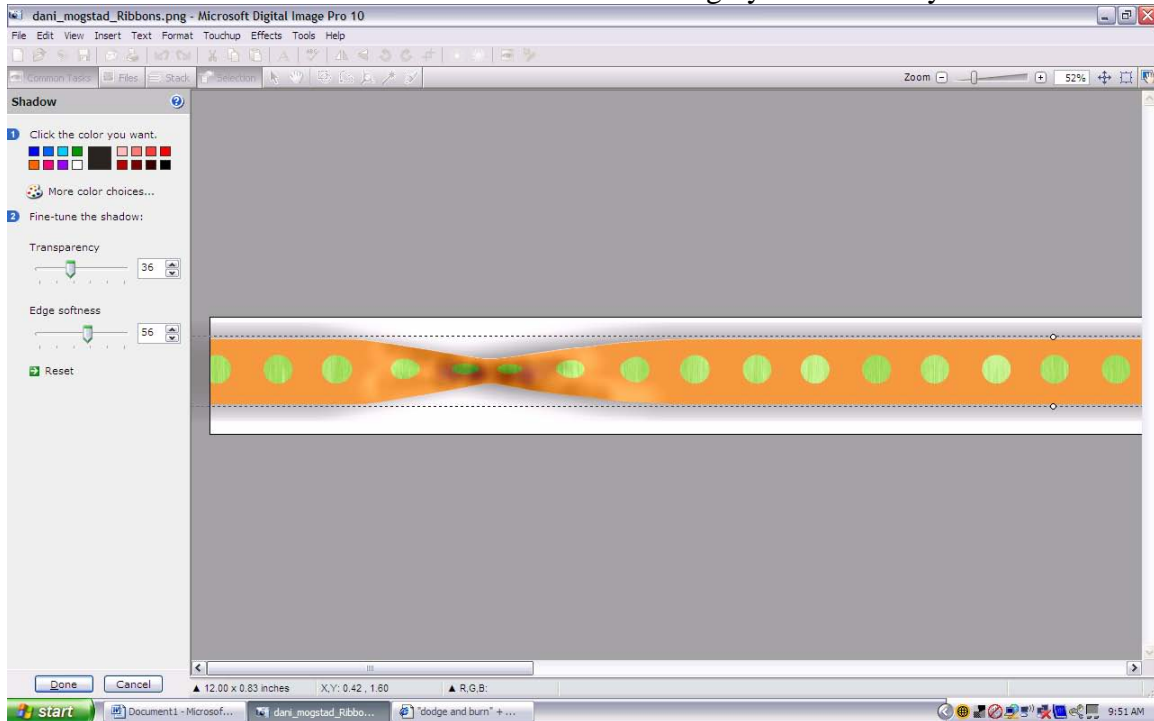 dani_mogstad_Ribbons.png - Microsoft Digital Image Pro 10
File Edit View Insert Text Format Touchup Effects Tools Help
Common Tasks Files Stack Selection Zoom 52%
Shadow
1 Click the color you want.
More color choices...
2 Fine-tune the shadow:
Transparency
36
Edge softness
56
Reset
Done Cancel
12.00 x 0.83 inches X,Y: 0.42 , 1.60 R,G,B:
start Document1 - Microsof... dani_mogstad_Ribbo... "dodge and burn" + ... 9:51 AM